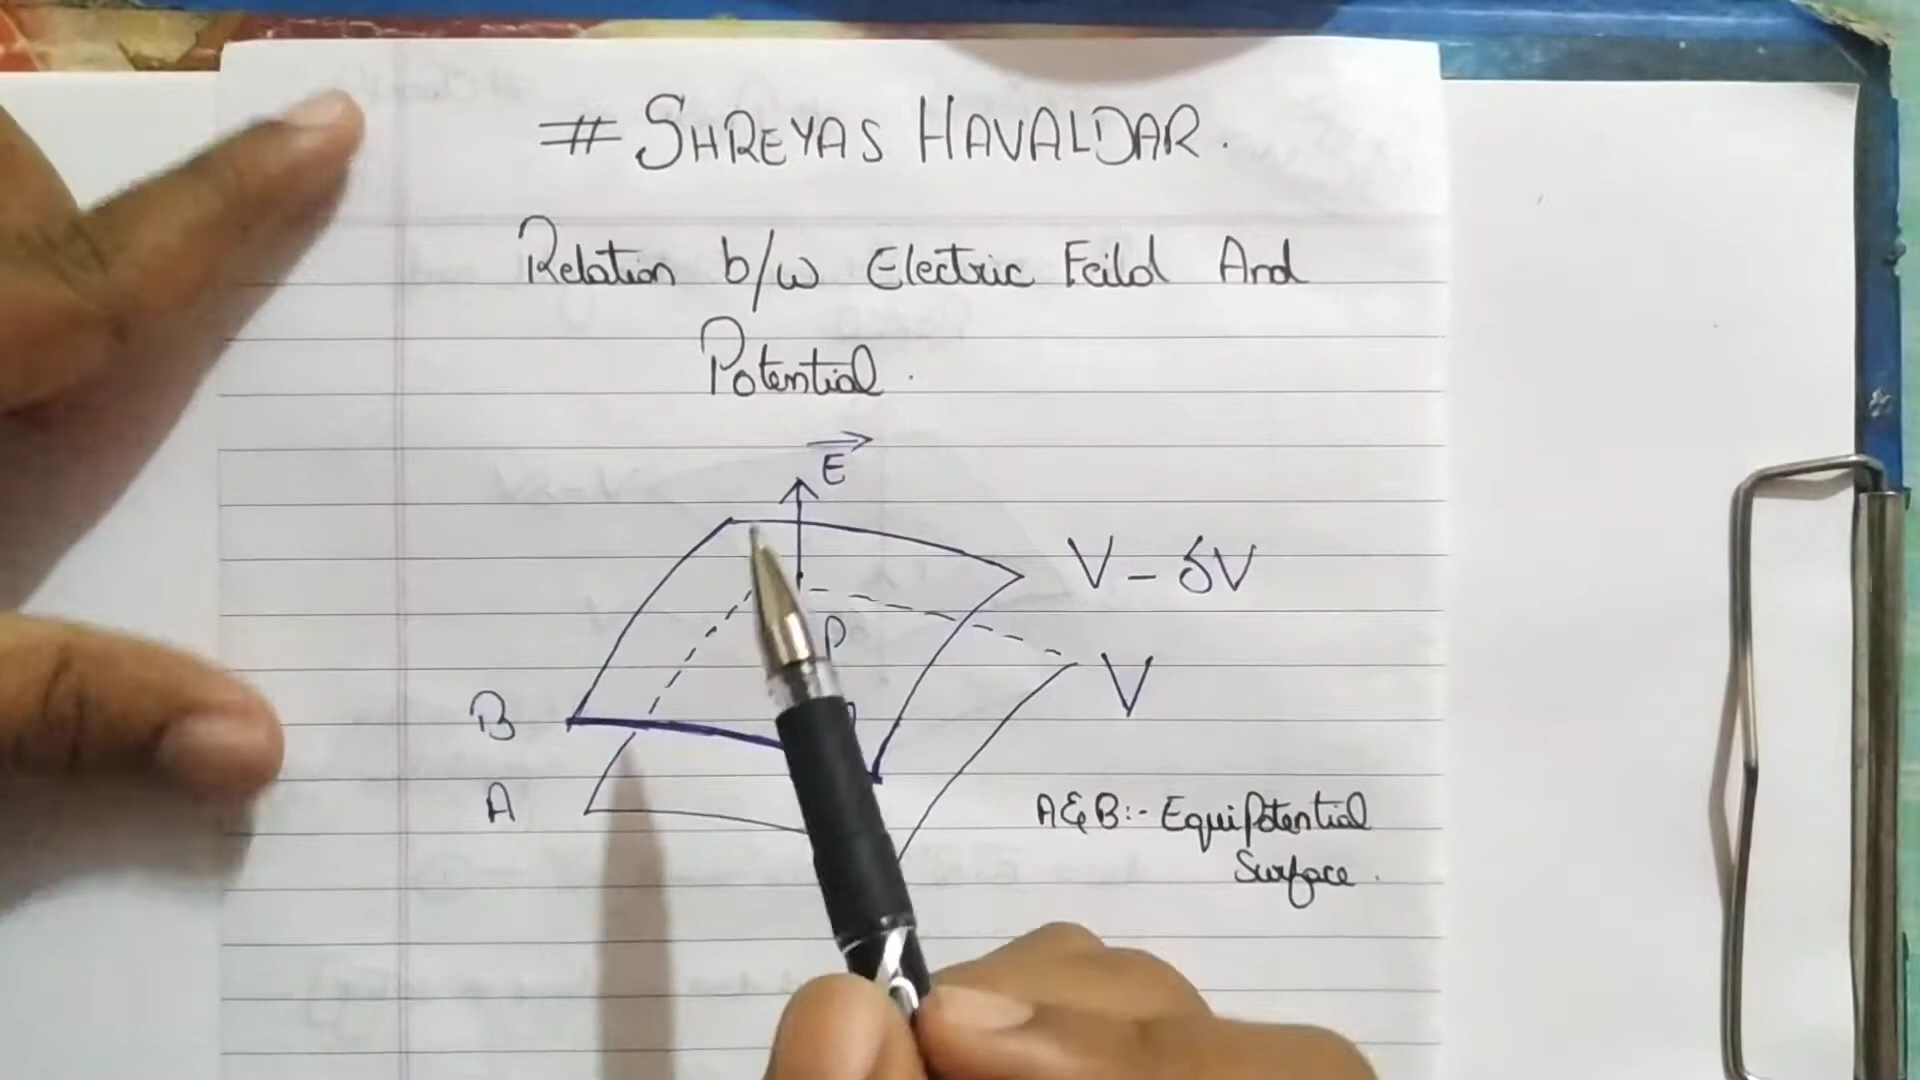 # SHREYAS HAVALDAR.
Relation b/w Electric Feild And
Potential.
E
V - δV
P
V
B
A
A&B:- Equipotential
Surface.